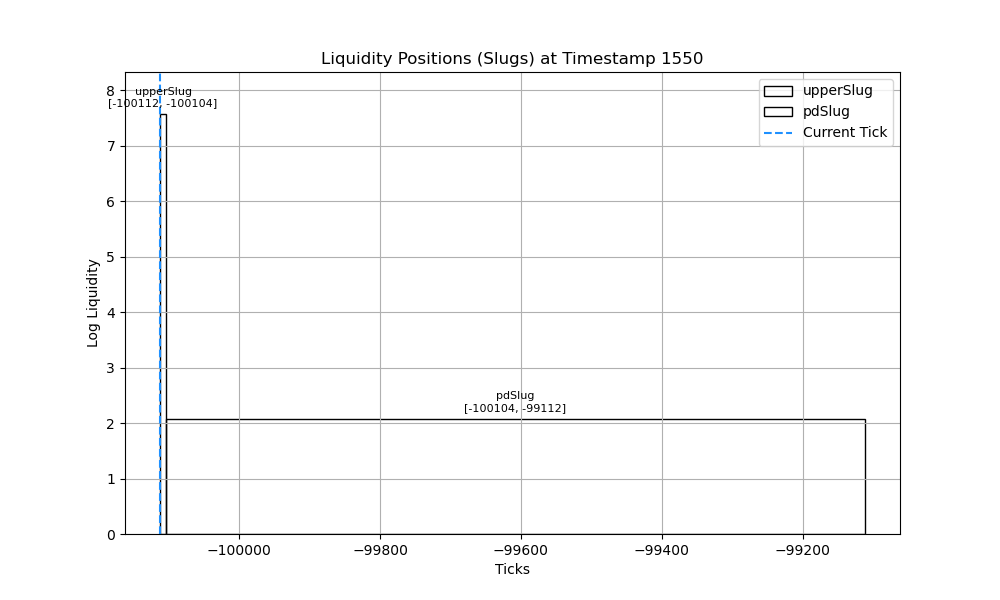 Liquidity Positions (Slugs) at Timestamp 1550
upperSlug
[-100112, -100104]
pdSlug
[-100104, -99112]
upperSlug
pdSlug
Current Tick
Log Liquidity
8
7
6
5
4
3
2
1
0
−100000
−99800
−99600
−99400
−99200
Ticks